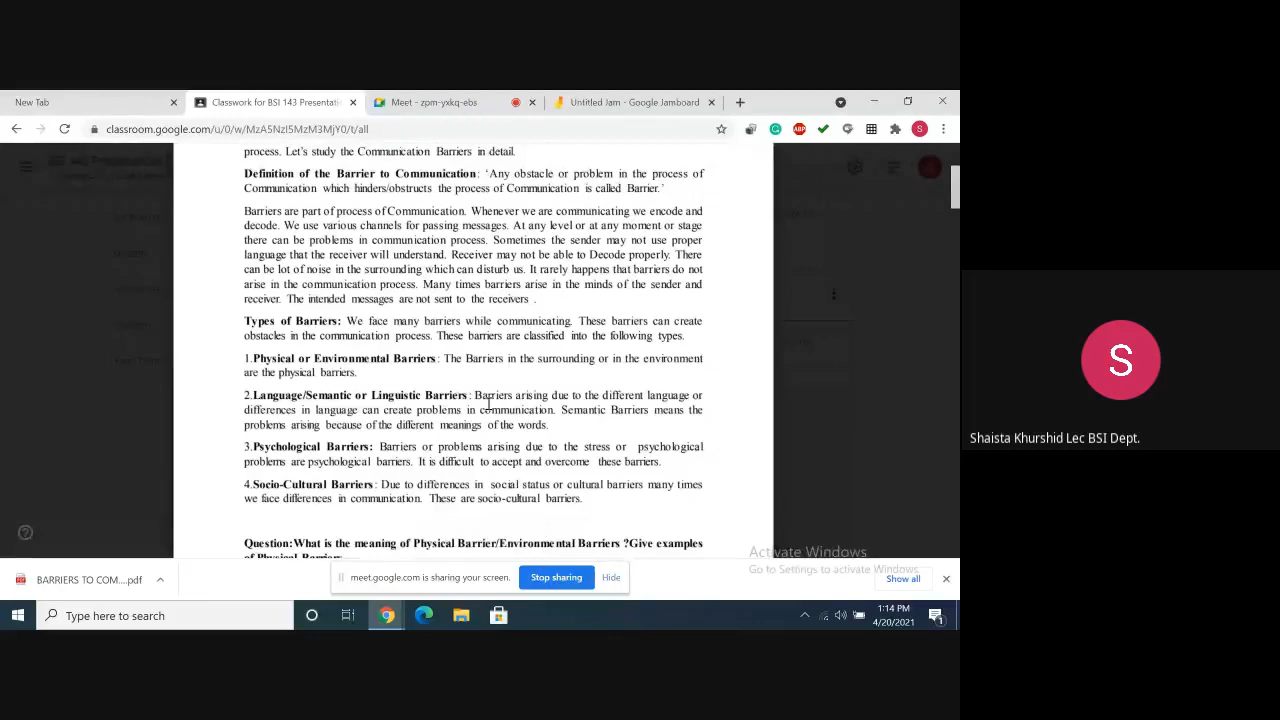 New Tab
Classwork for BSI 143 Presentati
Meet - zpm-yxkq-ebs
Untitled Jam - Google Jamboard
classroom.google.com/u/0/w/MzA5NzI5MzM3MjY0/t/all
process. Let's study the Communication Barriers in detail.
Definition of the Barrier to Communication: ‘Any obstacle or problem in the process of
Communication which hinders/obstructs the process of Communication is called Barrier.’
Barriers are part of process of Communication. Whenever we are communicating we encode and
decode. We use various channels for passing messages. At any level or at any moment or stage
there can be problems in communication process. Sometimes the sender may not use proper
language that the receiver will understand. Receiver may not be able to Decode properly. There
can be lot of noise in the surrounding which can disturb us. It rarely happens that barriers do not
arise in the communication process. Many times barriers arise in the minds of the sender and
receiver. The intended messages are not sent to the receivers .
Types of Barriers: We face many barriers while communicating. These barriers can create
obstacles in the communication process. These barriers are classified into the following types.
1.Physical or Environmental Barriers: The Barriers in the surrounding or in the environment
are the physical barriers.
2.Language/Semantic or Linguistic Barriers: Barriers arising due to the different language or
differences in language can create problems in communication. Semantic Barriers means the
problems arising because of the different meanings of the words.
3.Psychological Barriers: Barriers or problems arising due to the stress or psychological
problems are psychological barriers. It is difficult to accept and overcome these barriers.
4.Socio-Cultural Barriers: Due to differences in social status or cultural barriers many times
we face differences in communication. These are socio-cultural barriers.
Question:What is the meaning of Physical Barrier/Environmental Barriers ?Give examples
of Physical Barrier
Activate Windows
Go to Settings to activate Windows.
BARRIERS TO COM....pdf
meet.google.com is sharing your screen.
Stop sharing
Hide
Show all
Type here to search
1:14 PM
4/20/2021
S
Shaista Khurshid Lec BSI Dept.